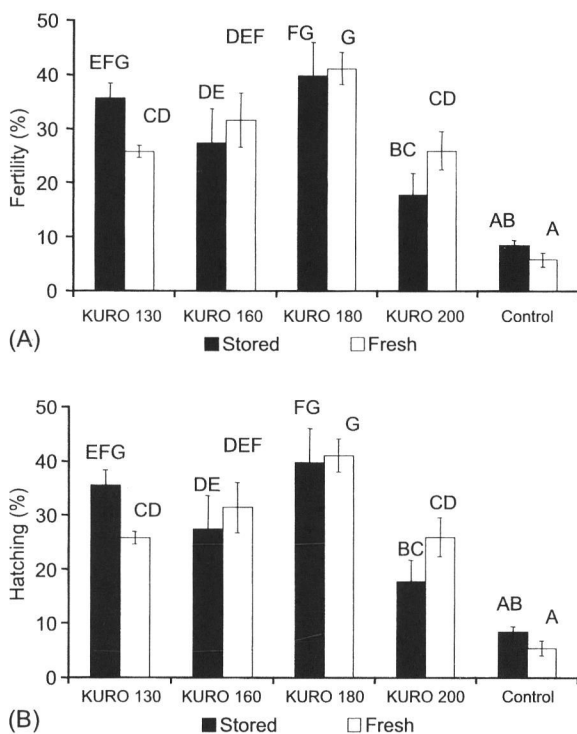 50
40
30
20
10
0
Fertility (%)
EFG
CD
DE
DEF
FG
G
BC
CD
AB
A
KURO 130 KURO 160 KURO 180 KURO 200 Control
(A)
Stored Fresh
50
40
30
20
10
0
Hatching (%)
EFG
CD
DE
DEF
FG
G
BC
CD
AB
A
KURO 130 KURO 160 KURO 180 KURO 200 Control
(B)
Stored Fresh